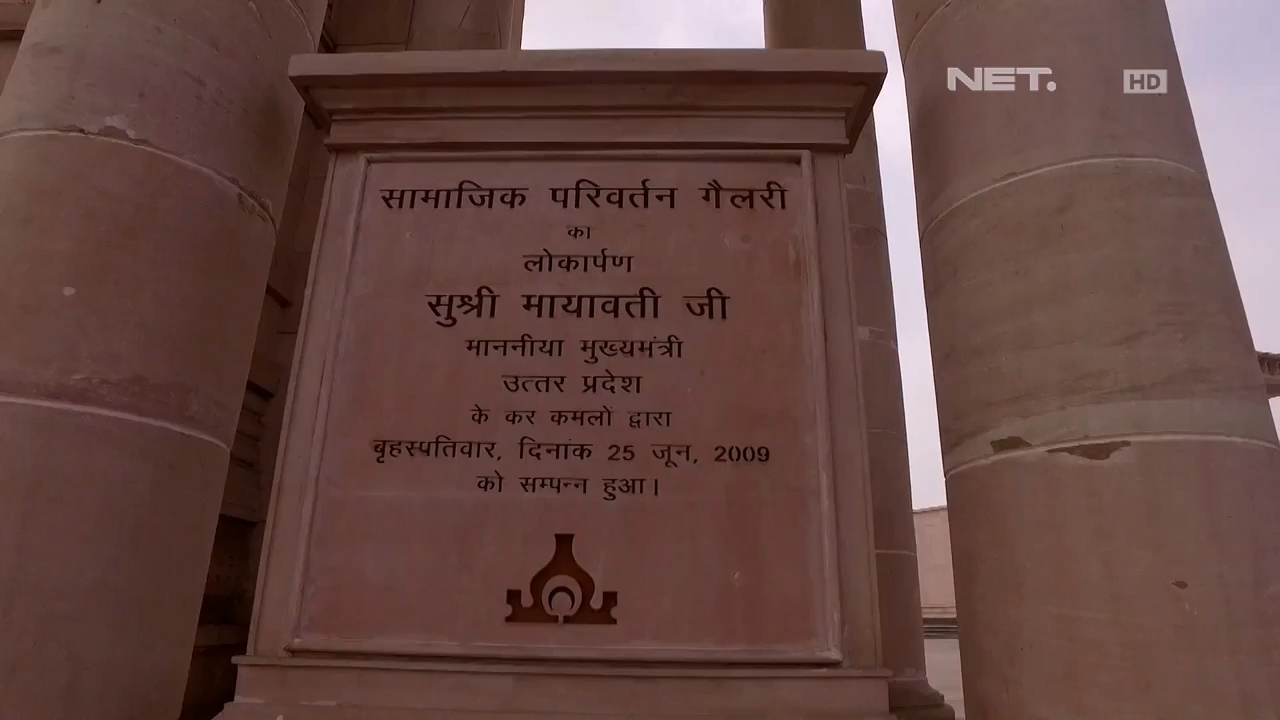 NET. HD
सामाजिक परिवर्तन गैलरी
का
लोकार्पण
सुश्री मायावती जी
माननीया मुख्यमंत्री
उत्तर प्रदेश
के कर कमलों द्वारा
बृहस्पतिवार, दिनांक 25 जून, 2009
को सम्पन्न हुआ।